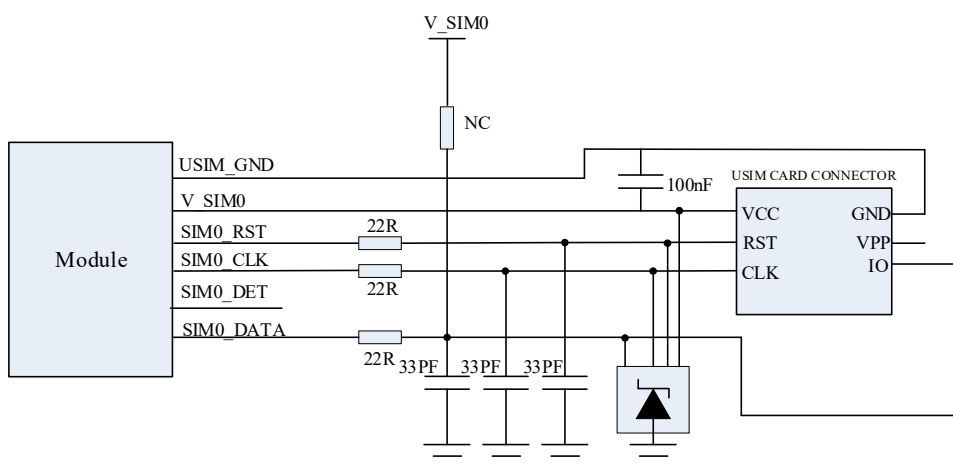 V_SIM0
NC
USIM_GND
V_SIM0
SIM0_RST
22R
SIM0_CLK
22R
SIM0_DET
SIM0_DATA
22R
Module
33PF 33PF 33PF
100nF
USIM CARD CONNECTOR
VCC GND
RST VPP
CLK IO